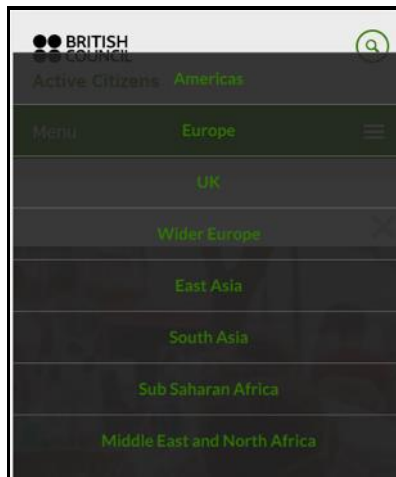 BRITISH
COUNCIL
Active Citizens
Americas
Menu
Europe
UK
Wider Europe
East Asia
South Asia
Sub Saharan Africa
Middle East and North Africa